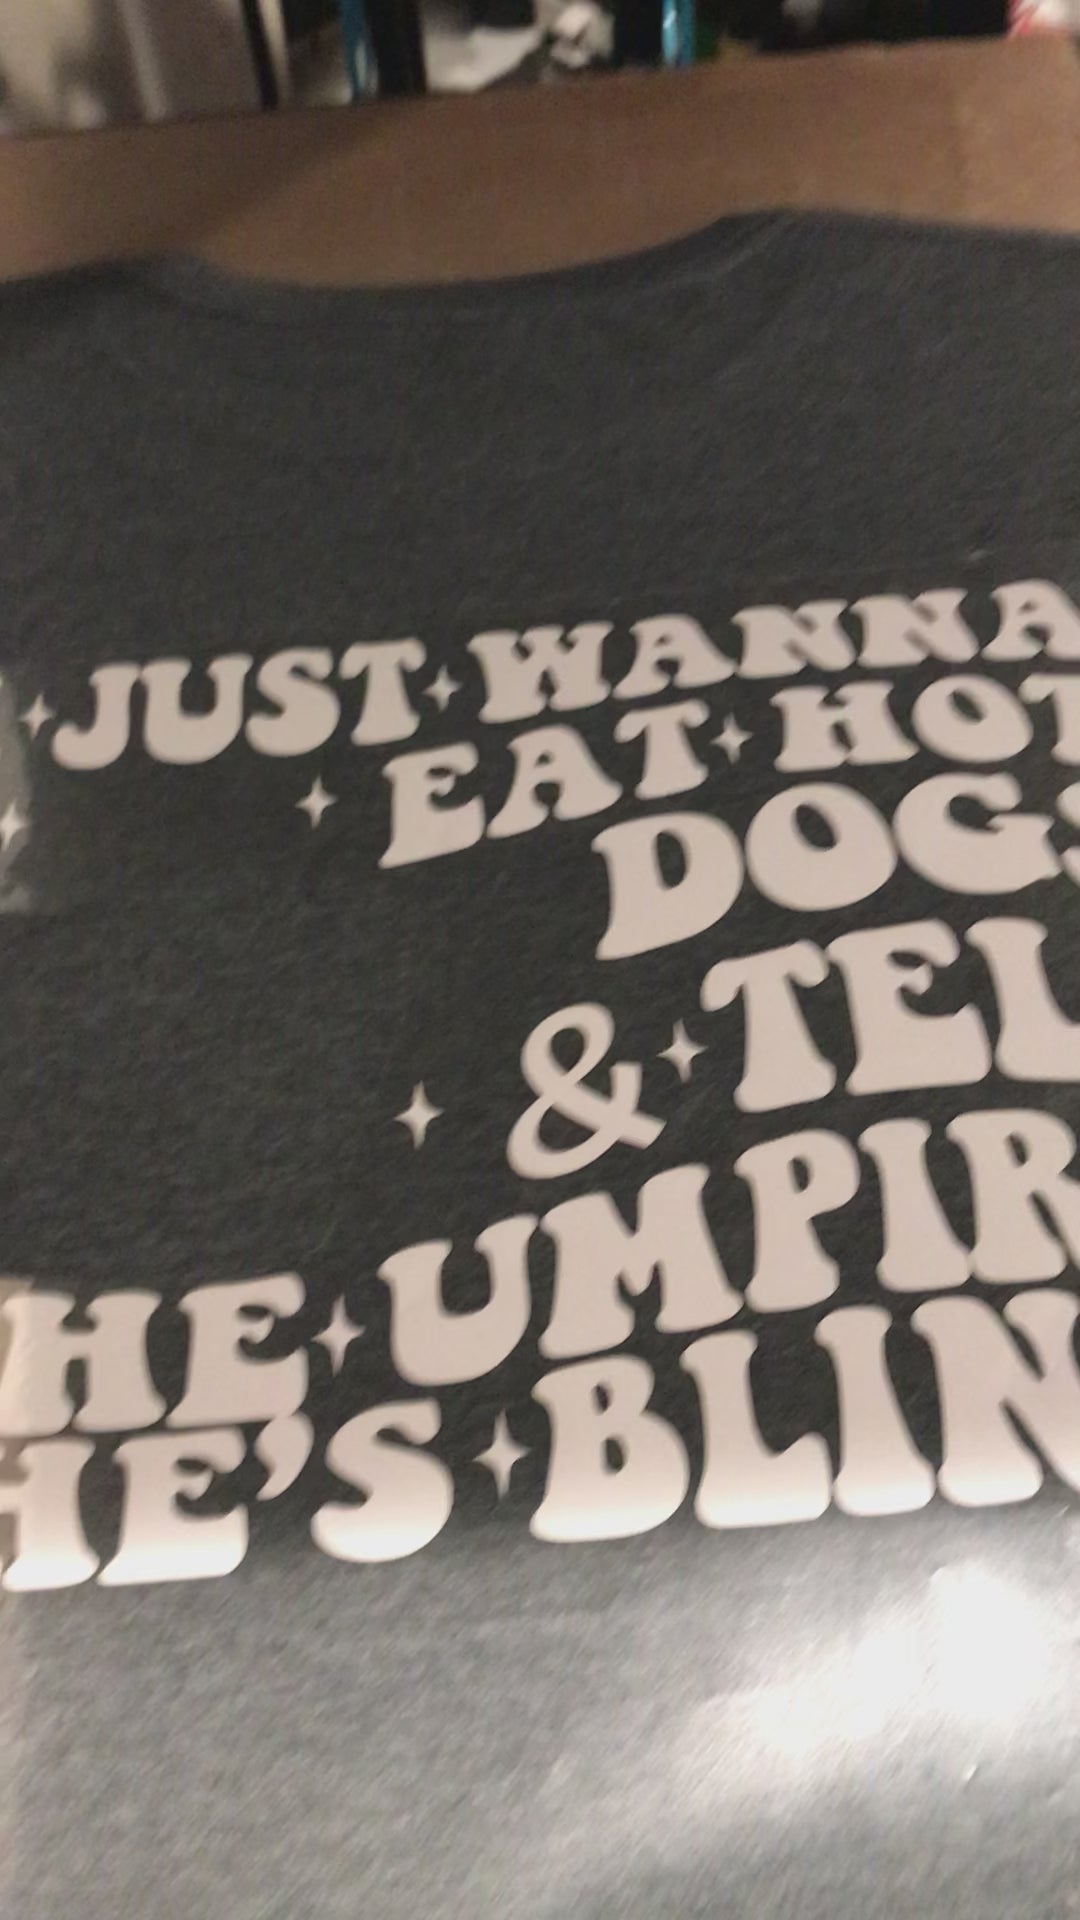 JUST WANNA
EAT HOT
DOGS
& TEL
HE UMPIR
HE'S BLIN